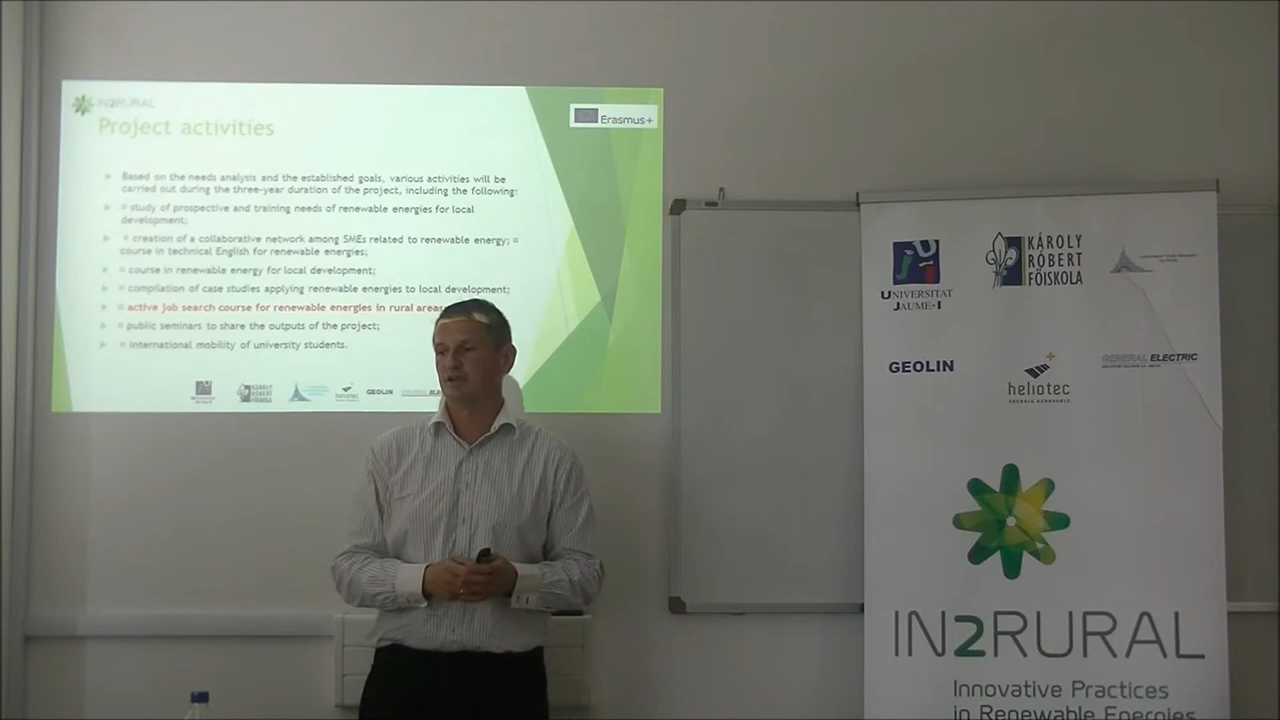 IN2RURAL
Project activities
Erasmus+
Based on the needs analysis and the established goals, various activities will be
carried out during the three-year duration of the project, including the following:
¤ study of prospective and training needs of renewable energies for local
development;
¤ creation of a collaborative network among SMEs related to renewable energy; ¤
course in technical English for renewable energies;
¤ course in renewable energy for local development;
¤ compilation of case studies applying renewable energies to local development;
¤ active job search course for renewable energies in rural areas
¤ public seminars to share the outputs of the project;
¤ international mobility of university students.
KÁROLY
RÓBERT
FŐISKOLA
heliotec
GEOLIN
UJI
UNIVERSITAT
JAUME·I
KÁROLY
RÓBERT
FŐISKOLA
GEOLIN
heliotec
ENERGIA RENOVABLE
GENERAL ELECTRIC
IN2RURAL
Innovative Practices
in Renewable Energies